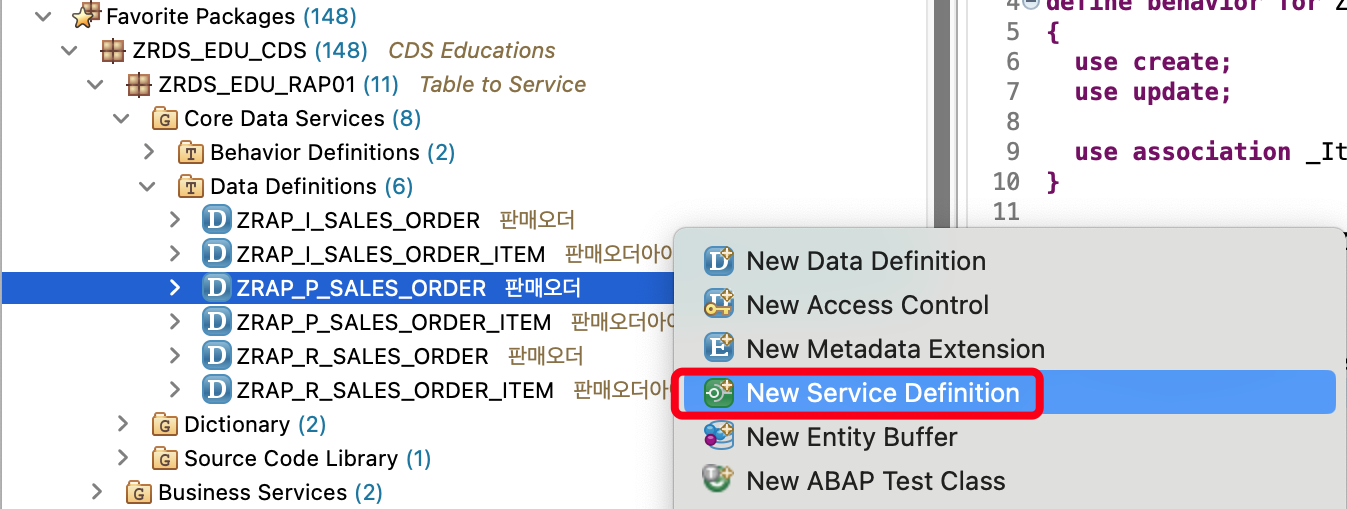 Favorite Packages (148)
ZRDS_EDU_CDS (148) CDS Educations
ZRDS_EDU_RAP01 (11) Table to Service
Core Data Services (8)
Behavior Definitions (2)
Data Definitions (6)
ZRAP_I_SALES_ORDER 판매오더
ZRAP_I_SALES_ORDER_ITEM 판매오더아이
ZRAP_P_SALES_ORDER 판매오더
ZRAP_P_SALES_ORDER_ITEM 판매오더아이
ZRAP_R_SALES_ORDER 판매오더
ZRAP_R_SALES_ORDER_ITEM 판매오더아이
Dictionary (2)
Source Code Library (1)
Business Services (2)
4 define behavior for Z
5 {
6 use create;
7 use update;
8
9 use association _It
10 }
11
New Data Definition
New Access Control
New Metadata Extension
New Service Definition
New Entity Buffer
New ABAP Test Class